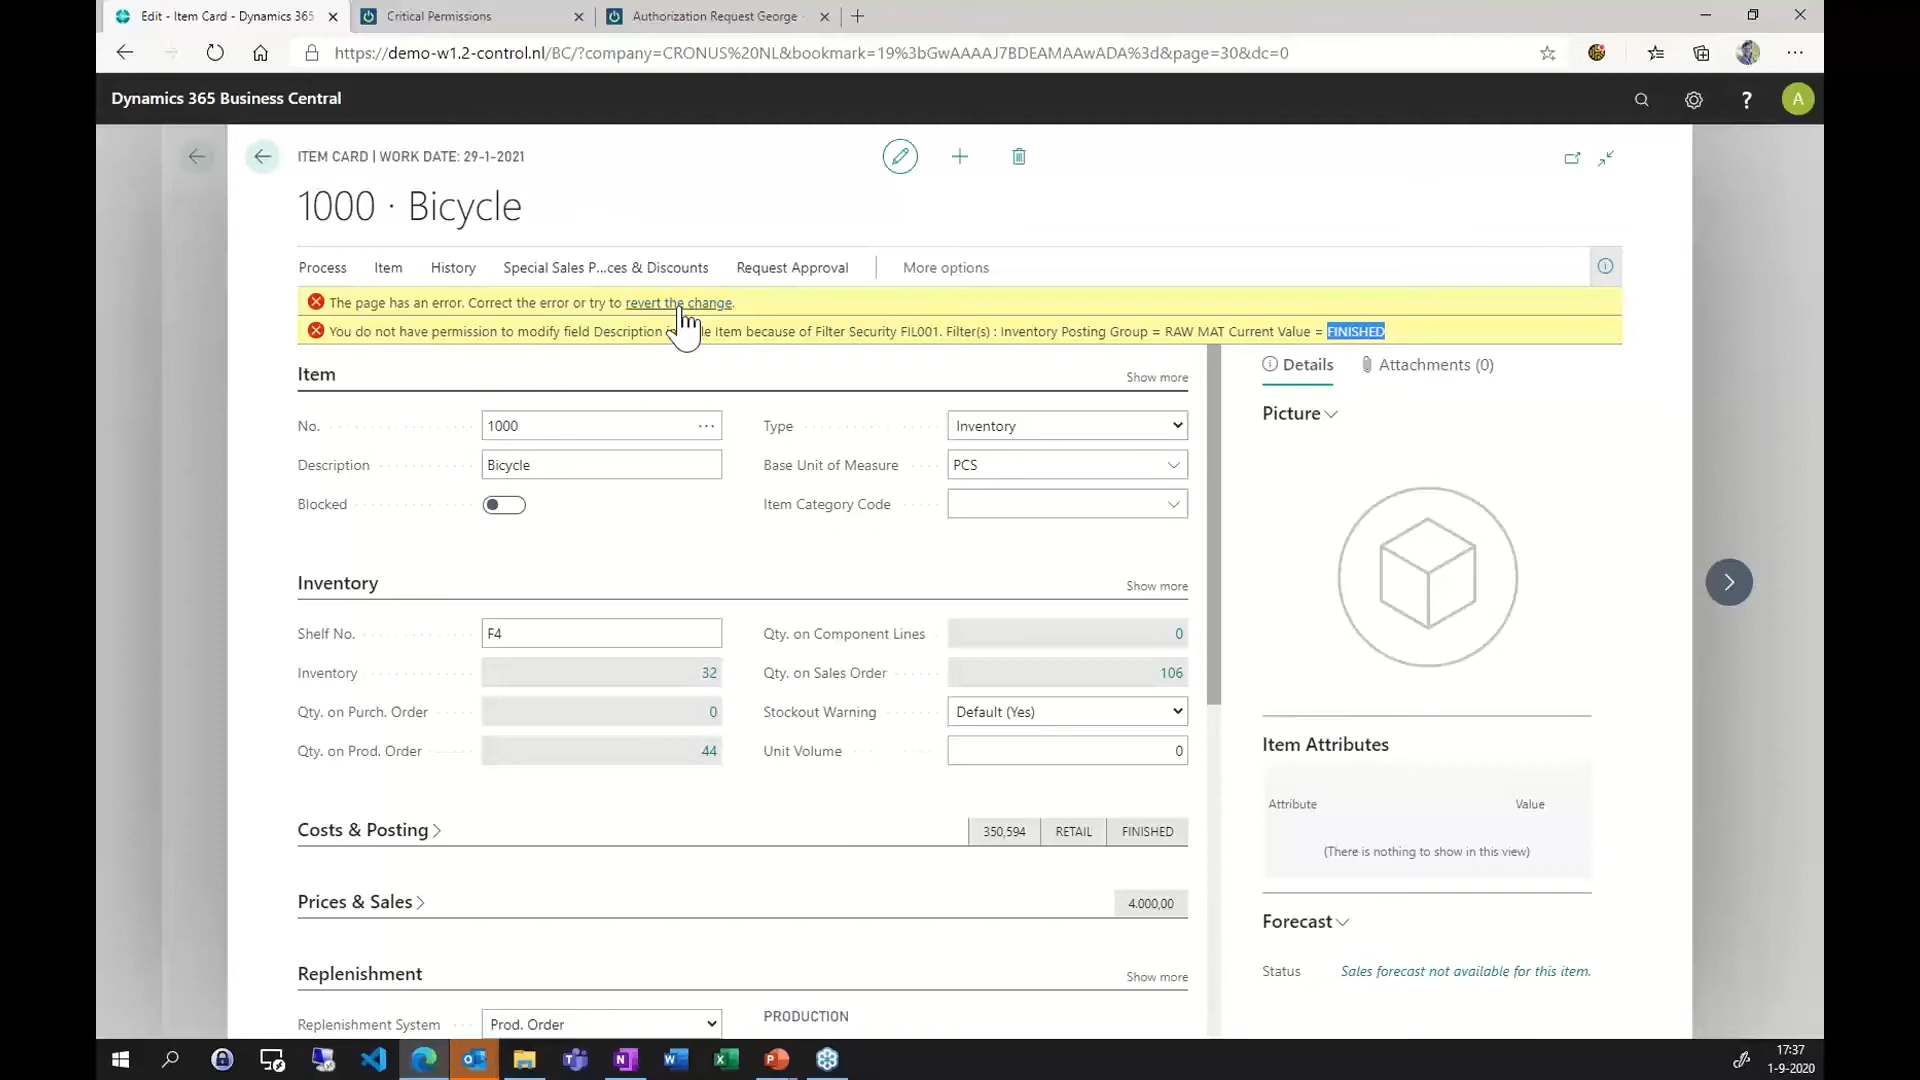 Edit - Item Card - Dynamics 365
Critical Permissions
Authorization Request George
https://demo-w1.2-control.nl/BC/?company=CRONUS%20NL&bookmark=19%3bGwAAAAJ7BDEAMAAwADA%3d&page=30&dc=0
Dynamics 365 Business Central
?
A
ITEM CARD | WORK DATE: 29-1-2021
1000 · Bicycle
Process Item History Special Sales P...ces & Discounts Request Approval More options
The page has an error. Correct the error or try to revert the change.
You do not have permission to modify field Description Item because of Filter Security FIL001. Filter(s) : Inventory Posting Group = RAW MAT Current Value = FINISHED
Item
Show more
No. 1000 ...
Type Inventory
Description Bicycle
Base Unit of Measure PCS
Blocked
Item Category Code
Inventory
Show more
Shelf No. F4
Qty. on Component Lines 0
Inventory 32
Qty. on Sales Order 106
Qty. on Purch. Order 0
Stockout Warning Default (Yes)
Qty. on Prod. Order 44
Unit Volume 0
Costs & Posting
350,594 RETAIL FINISHED
Prices & Sales
4.000,00
Replenishment
Show more
Replenishment System Prod. Order
PRODUCTION
Details Attachments (0)
Picture
Item Attributes
Attribute Value
(There is nothing to show in this view)
Forecast
Status Sales forecast not available for this item.
17:37
1-9-2020